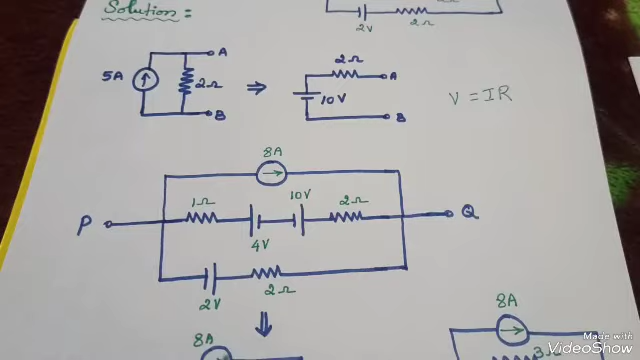 Solution:
2V 2Ω
2Ω
5A 2Ω A B ⇒ 10V A B V = IR
8A
1Ω 10V 2Ω
P Q
4V
2V 2Ω
8A 8A
3Ω
Made with
VideoShow